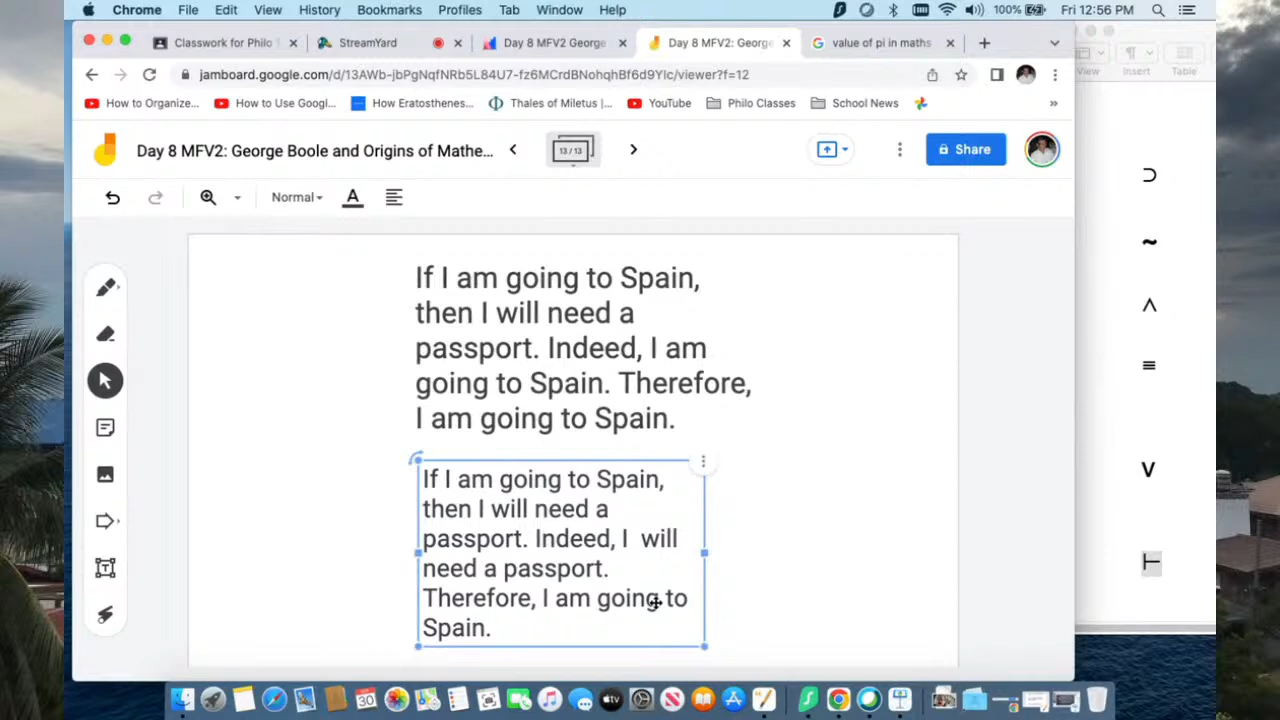 Chrome File Edit View History Bookmarks Profiles Tab Window Help 100% Fri 12:56 PM
Classwork for Philo StreamYard Day 8 MFV2 George Day 8 MFV2: George value of pi in maths
jamboard.google.com/d/13AWb-jbPgNqfNRb5L84U7-fz6MCrdBNohqhBf6d9Ylc/viewer?f=12
View Insert Table
How to Organize... How to Use Googl... How Eratosthenes... Thales of Miletus |... YouTube Philo Classes School News »
Day 8 MFV2: George Boole and Origins of Mathe... 13 / 13 Share
Normal A
If I am going to Spain,
then I will need a
passport. Indeed, I am
going to Spain. Therefore,
I am going to Spain.
If I am going to Spain,
then I will need a
passport. Indeed, I will
need a passport.
Therefore, I am going to
Spain.
⊃
~
^
≡
v
⊢